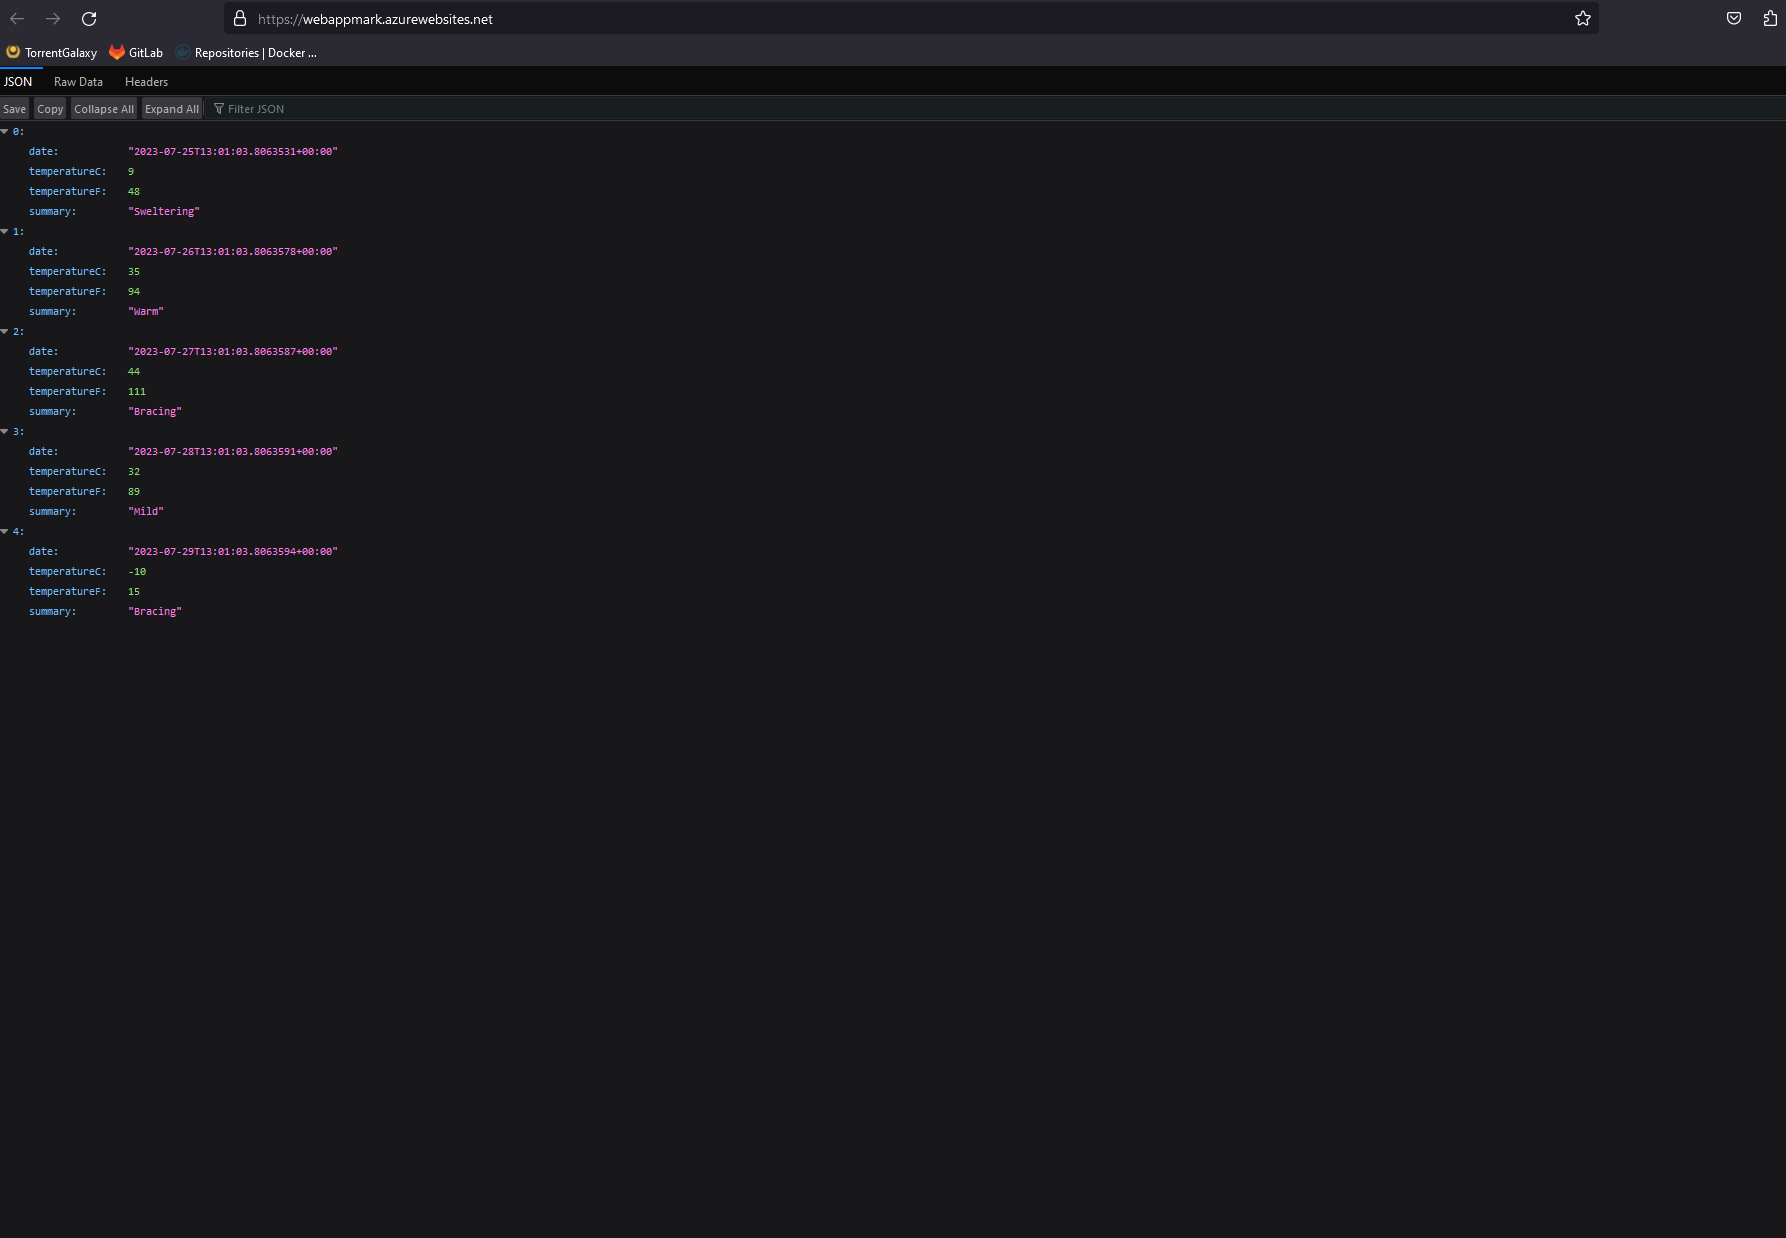 https://webappmark.azurewebsites.net
TorrentGalaxy GitLab Repositories | Docker ...
JSON Raw Data Headers
Save Copy Collapse All Expand All Filter JSON
0:
date: "2023-07-25T13:01:03.8063531+00:00"
temperatureC: 9
temperatureF: 48
summary: "Sweltering"
1:
date: "2023-07-26T13:01:03.8063578+00:00"
temperatureC: 35
temperatureF: 94
summary: "Warm"
2:
date: "2023-07-27T13:01:03.8063587+00:00"
temperatureC: 44
temperatureF: 111
summary: "Bracing"
3:
date: "2023-07-28T13:01:03.8063591+00:00"
temperatureC: 32
temperatureF: 89
summary: "Mild"
4:
date: "2023-07-29T13:01:03.8063594+00:00"
temperatureC: -10
temperatureF: 15
summary: "Bracing"